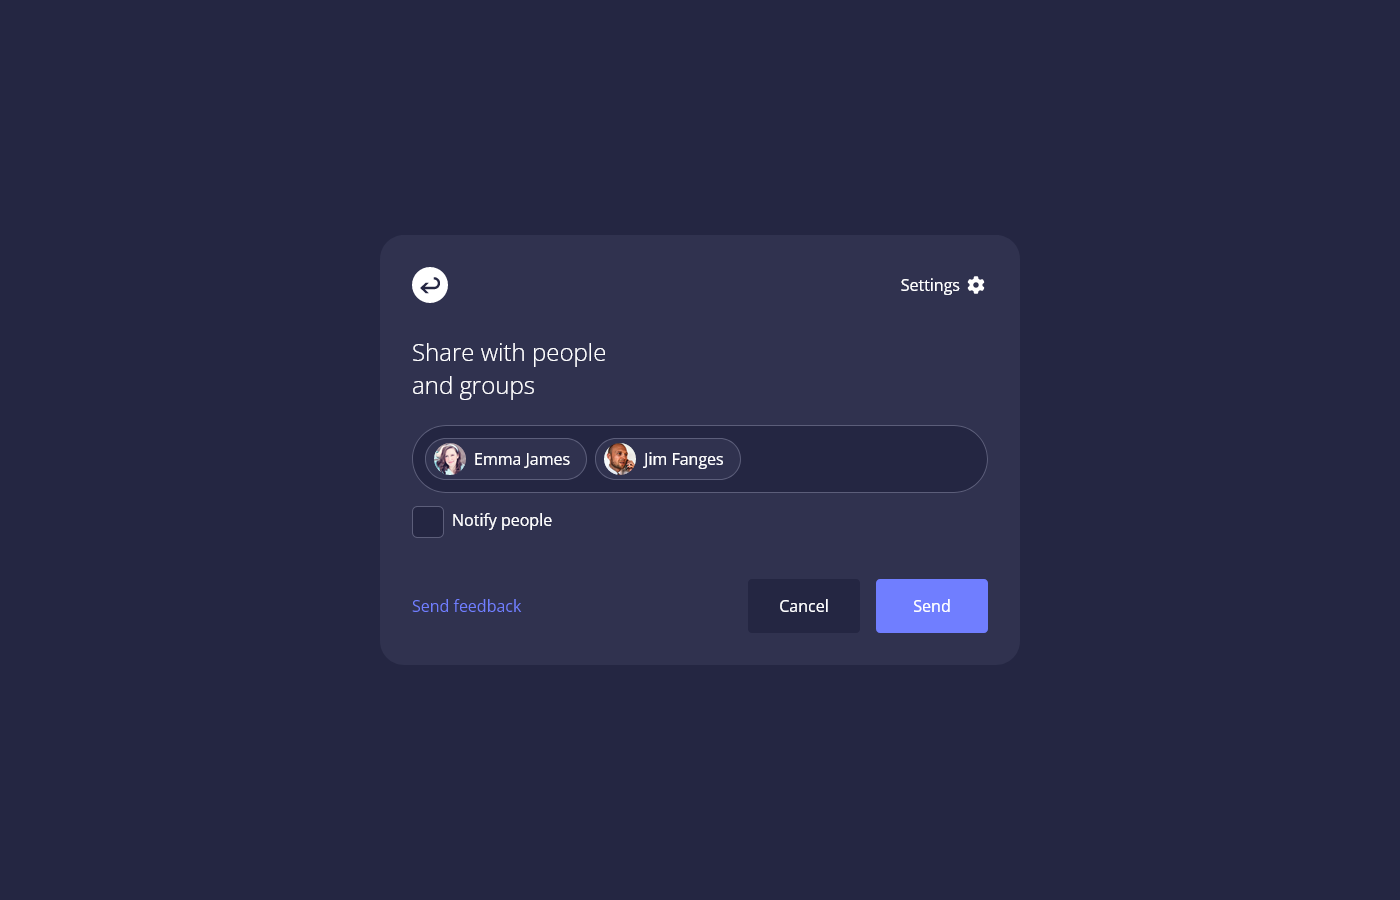 Settings
Share with people
and groups
Emma James
Jim Fanges
Notify people
Send feedback
Cancel
Send